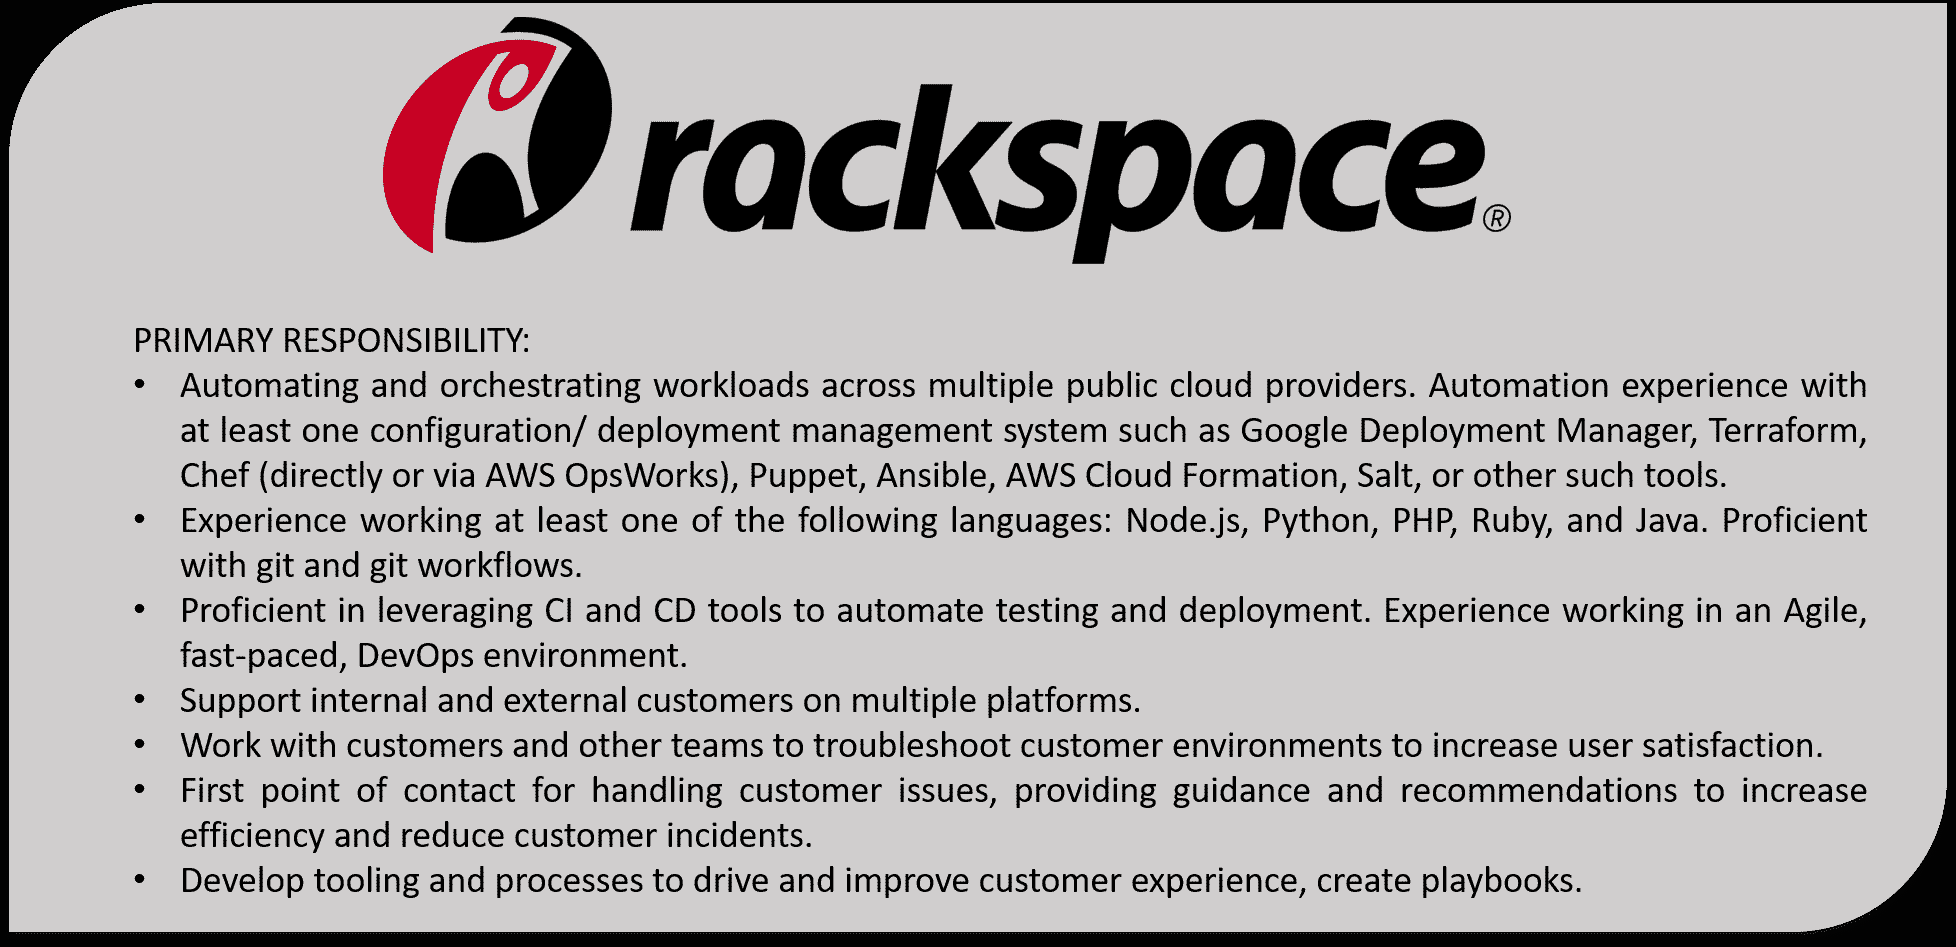 rackspace®
PRIMARY RESPONSIBILITY:
• Automating and orchestrating workloads across multiple public cloud providers. Automation experience with
at least one configuration/ deployment management system such as Google Deployment Manager, Terraform,
Chef (directly or via AWS OpsWorks), Puppet, Ansible, AWS Cloud Formation, Salt, or other such tools.
• Experience working at least one of the following languages: Node.js, Python, PHP, Ruby, and Java. Proficient
with git and git workflows.
• Proficient in leveraging CI and CD tools to automate testing and deployment. Experience working in an Agile,
fast-paced, DevOps environment.
• Support internal and external customers on multiple platforms.
• Work with customers and other teams to troubleshoot customer environments to increase user satisfaction.
• First point of contact for handling customer issues, providing guidance and recommendations to increase
efficiency and reduce customer incidents.
• Develop tooling and processes to drive and improve customer experience, create playbooks.